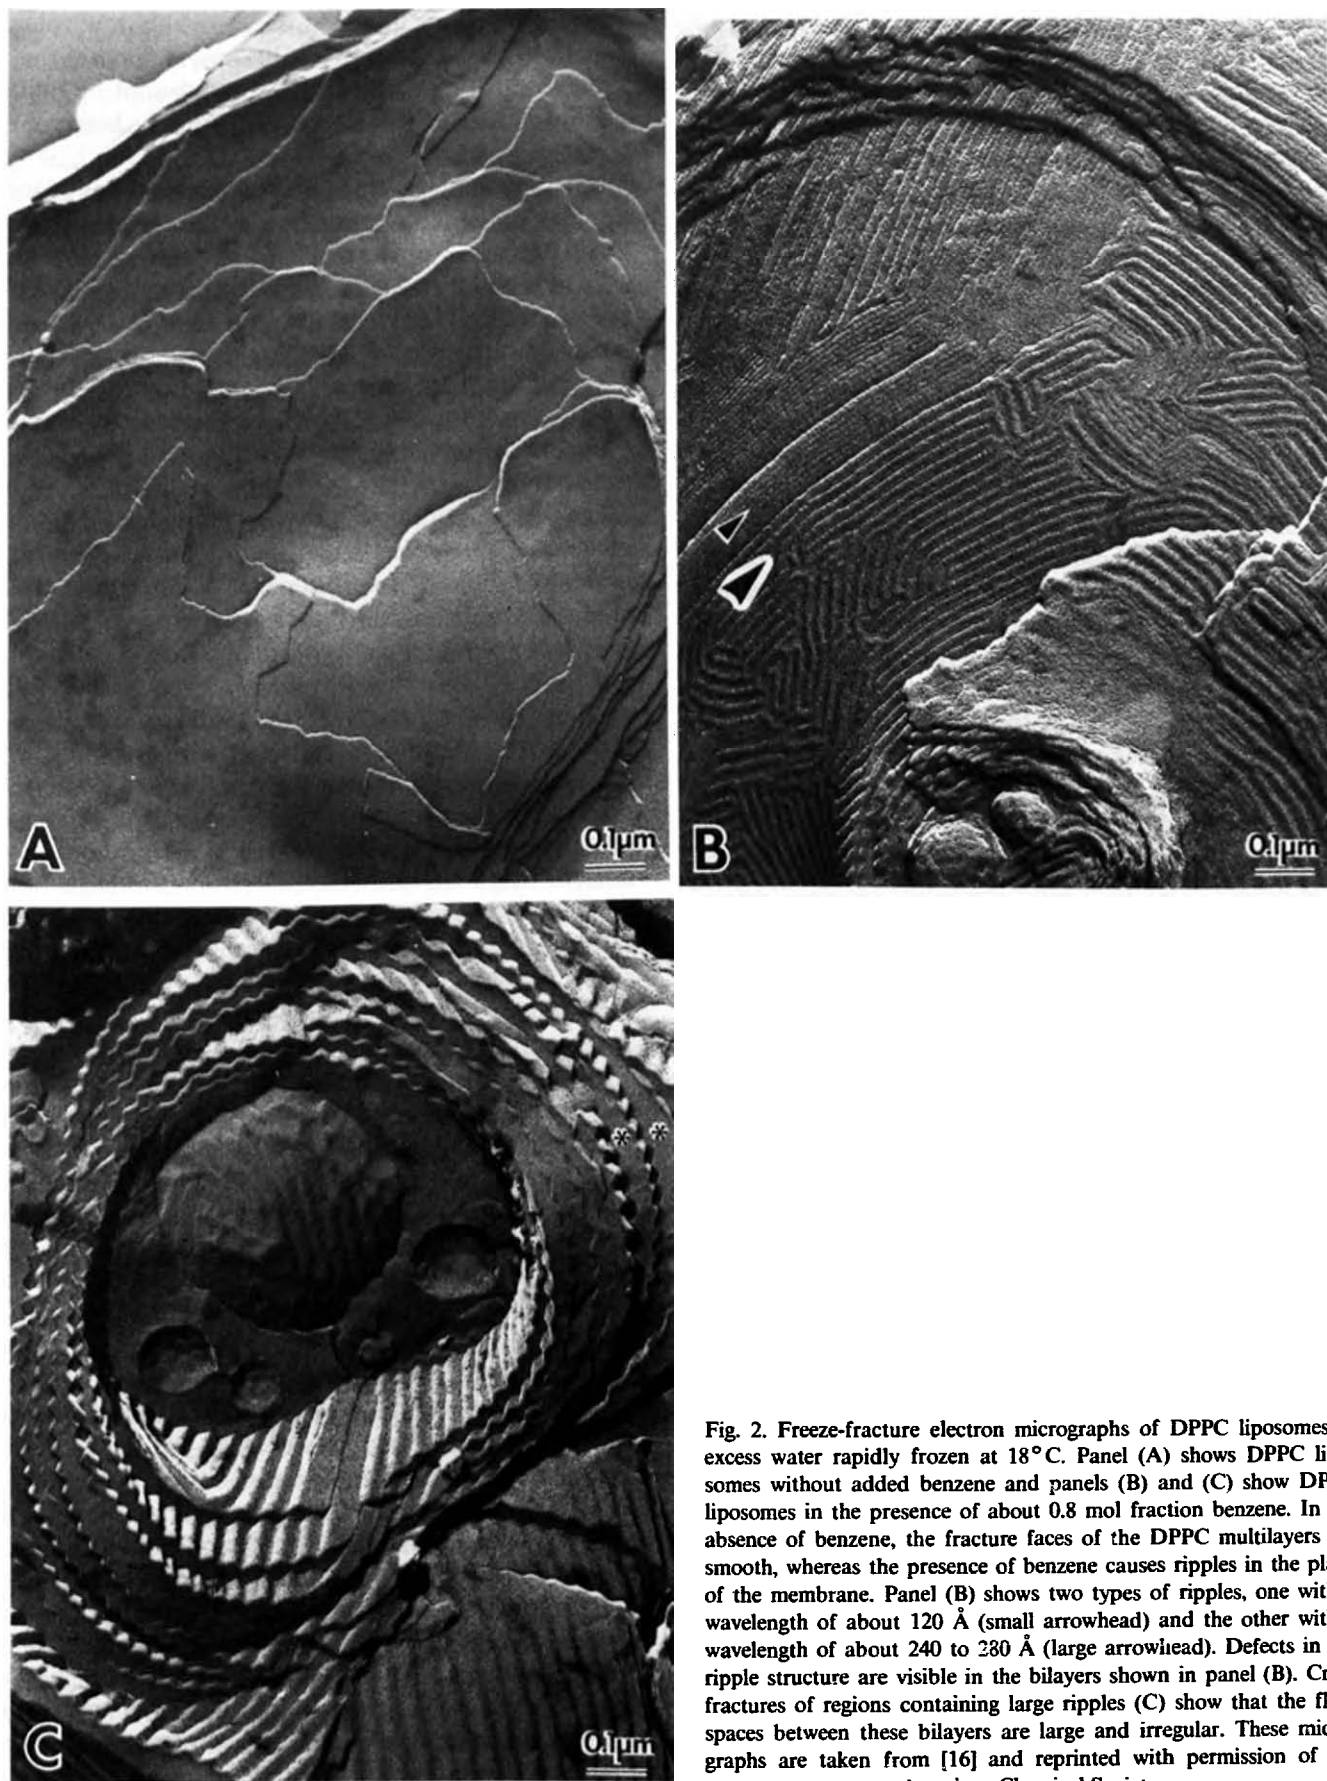 A
0.1μm
B
0.1μm
* *
C
0.1μm
Fig. 2. Freeze-fracture electron micrographs of DPPC liposomes
excess water rapidly frozen at 18°C. Panel (A) shows DPPC li
somes without added benzene and panels (B) and (C) show DP
liposomes in the presence of about 0.8 mol fraction benzene. In
absence of benzene, the fracture faces of the DPPC multilayers
smooth, whereas the presence of benzene causes ripples in the pl
of the membrane. Panel (B) shows two types of ripples, one wit
wavelength of about 120 Å (small arrowhead) and the other wit
wavelength of about 240 to 280 Å (large arrowhead). Defects in
ripple structure are visible in the bilayers shown in panel (B). Cr
fractures of regions containing large ripples (C) show that the fl
spaces between these bilayers are large and irregular. These mic
graphs are taken from [16] and reprinted with permission of